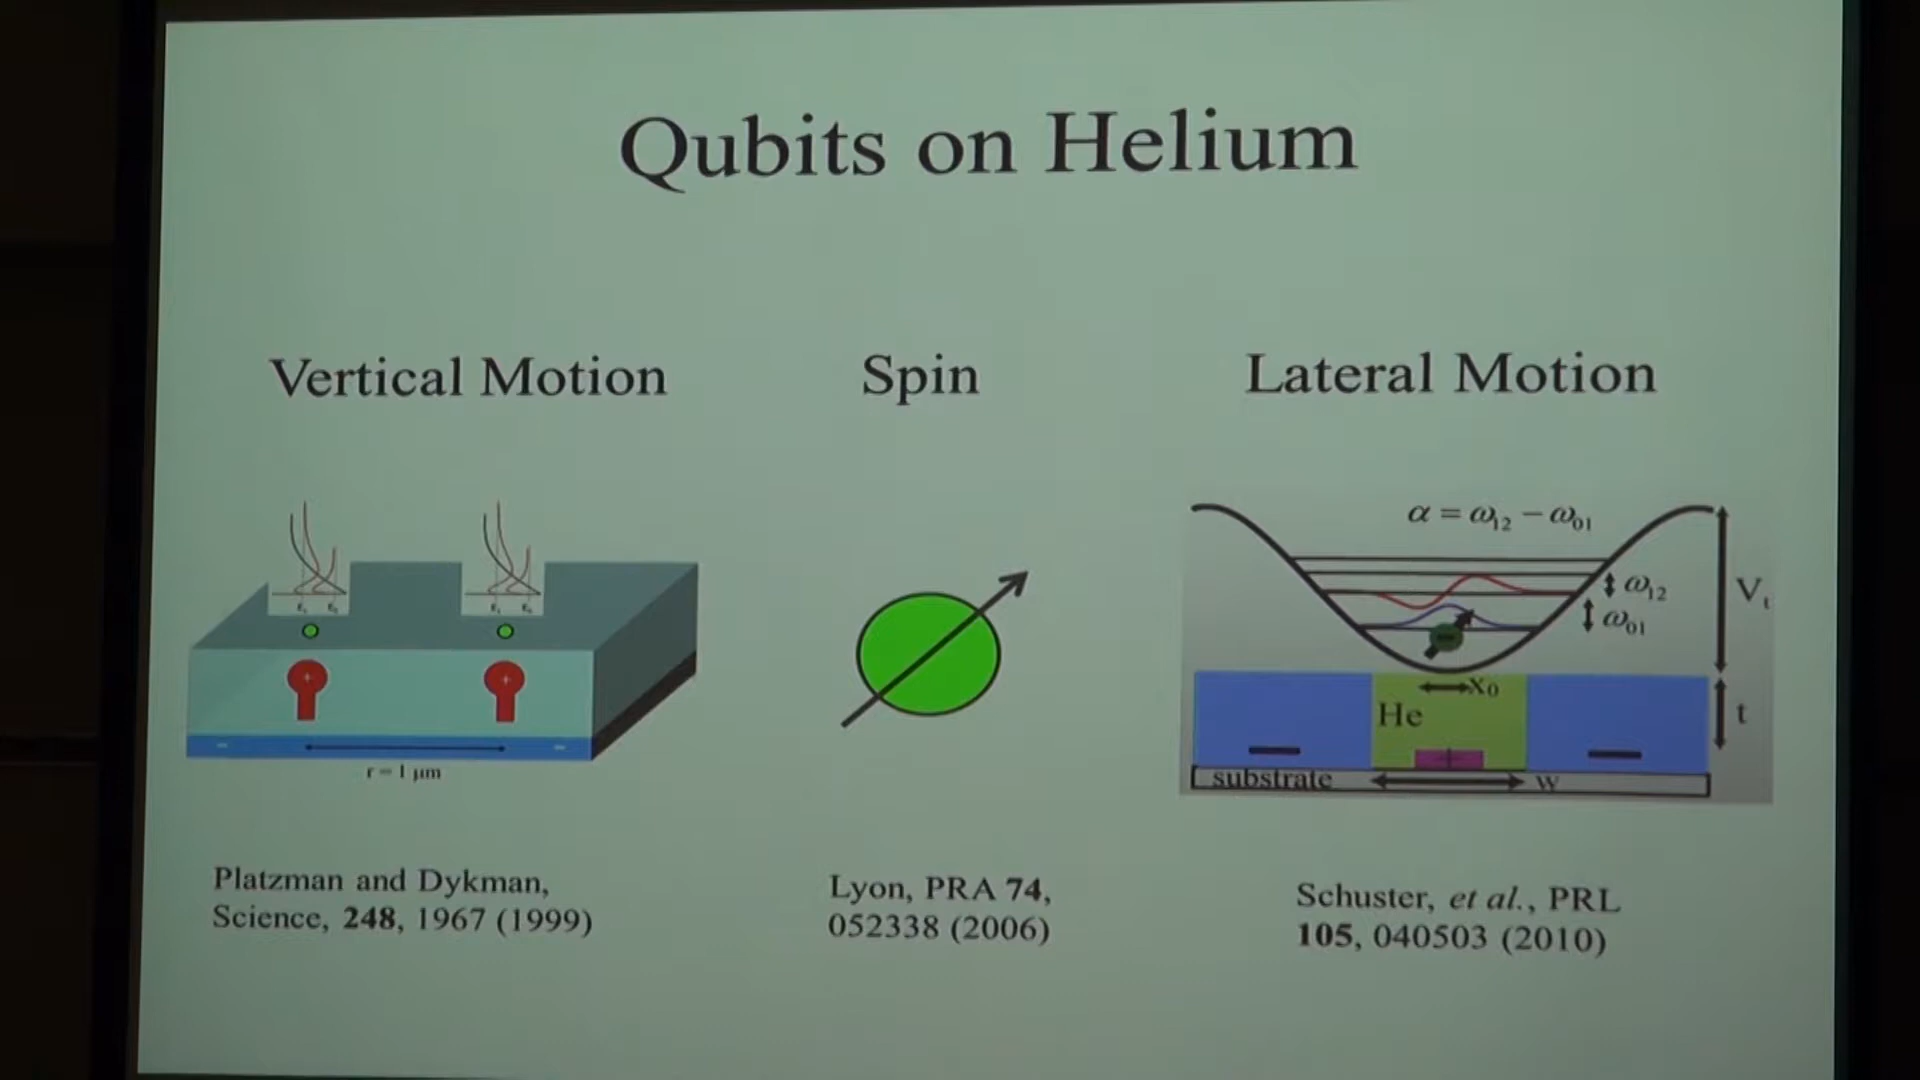 Qubits on Helium
Vertical Motion
Spin
Lateral Motion
r = 1 μm
α = ω12 − ω01
ω12
ω01
Vt
x0
He
t
substrate
w
Platzman and Dykman,
Science, 248, 1967 (1999)
Lyon, PRA 74,
052338 (2006)
Schuster, et al., PRL
105, 040503 (2010)